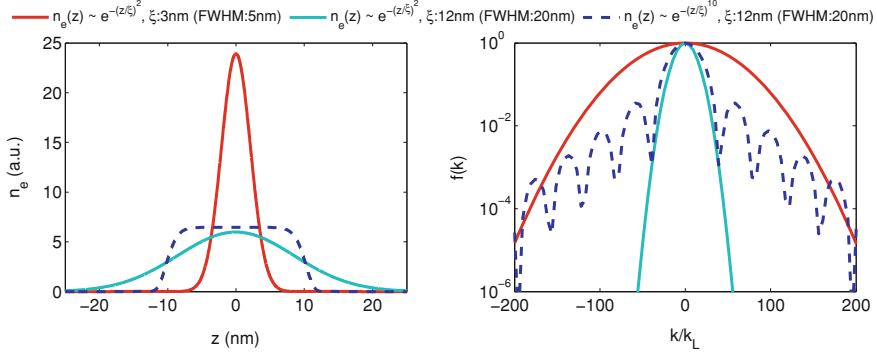 n_e(z) ~ e^{-(z/ξ)^2}, ξ:3nm (FWHM:5nm) n_e(z) ~ e^{-(z/ξ)^2}, ξ:12nm (FWHM:20nm) n_e(z) ~ e^{-(z/ξ)^{10}}, ξ:12nm (FWHM:20nm)
n_e (a.u.)
25
20
15
10
5
0
−20 −10 0 10 20
z (nm)
f(k)
10^0
10^{−2}
10^{−4}
10^{−6}
−200 −100 0 100 200
k/k_L